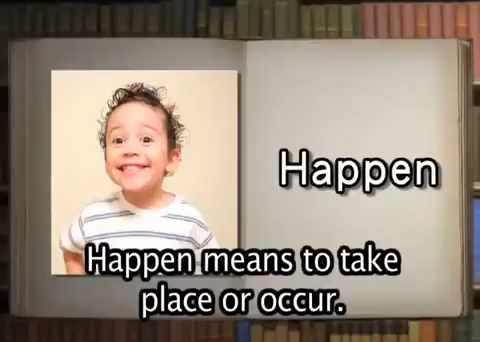 Happen
Happen means to take
place or occur.